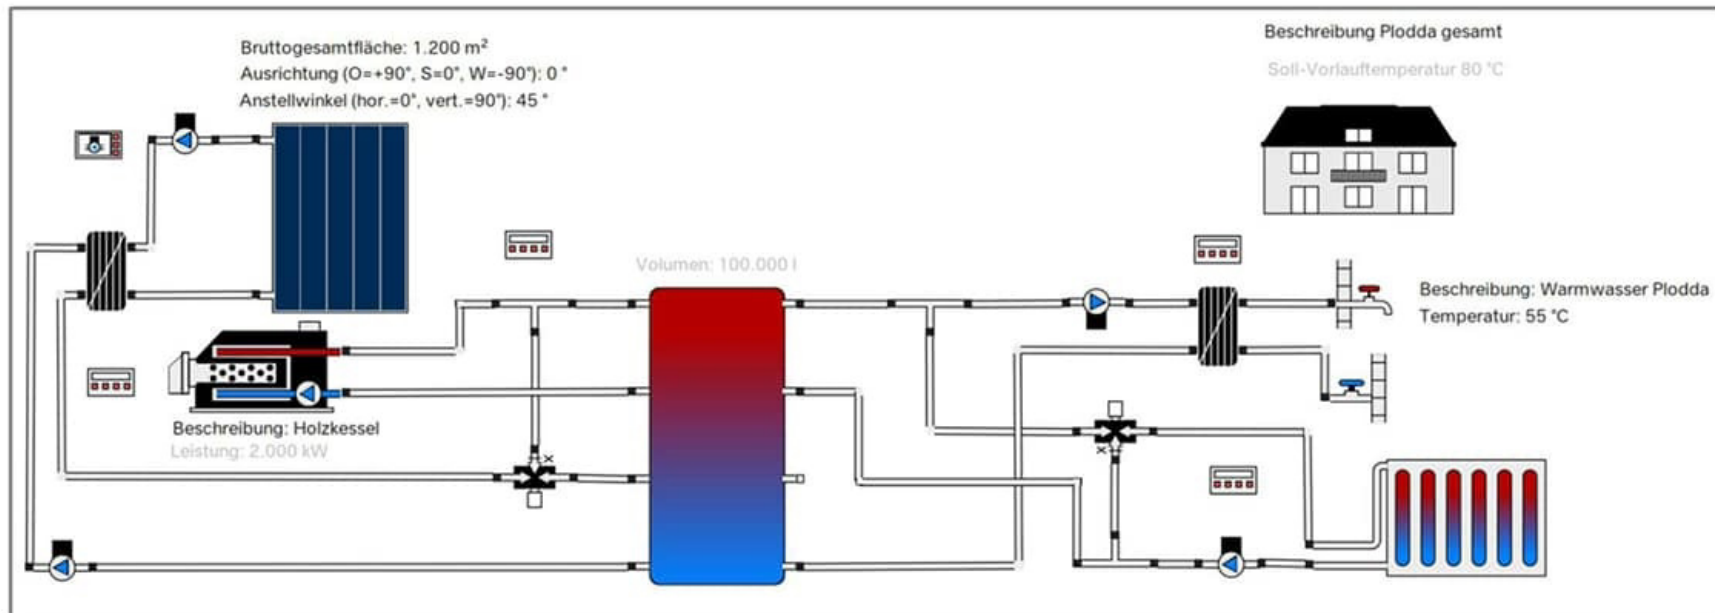 Bruttogesamtfläche: 1.200 m²
Ausrichtung (O=+90°, S=0°, W=-90°): 0 °
Anstellwinkel (hor.=0°, vert.=90°): 45 °
Beschreibung Plodda gesamt
Soll-Vorlauftemperatur 80 °C
Volumen: 100.000 l
Beschreibung: Warmwasser Plodda
Temperatur: 55 °C
Beschreibung: Holzkessel
Leistung: 2.000 kW